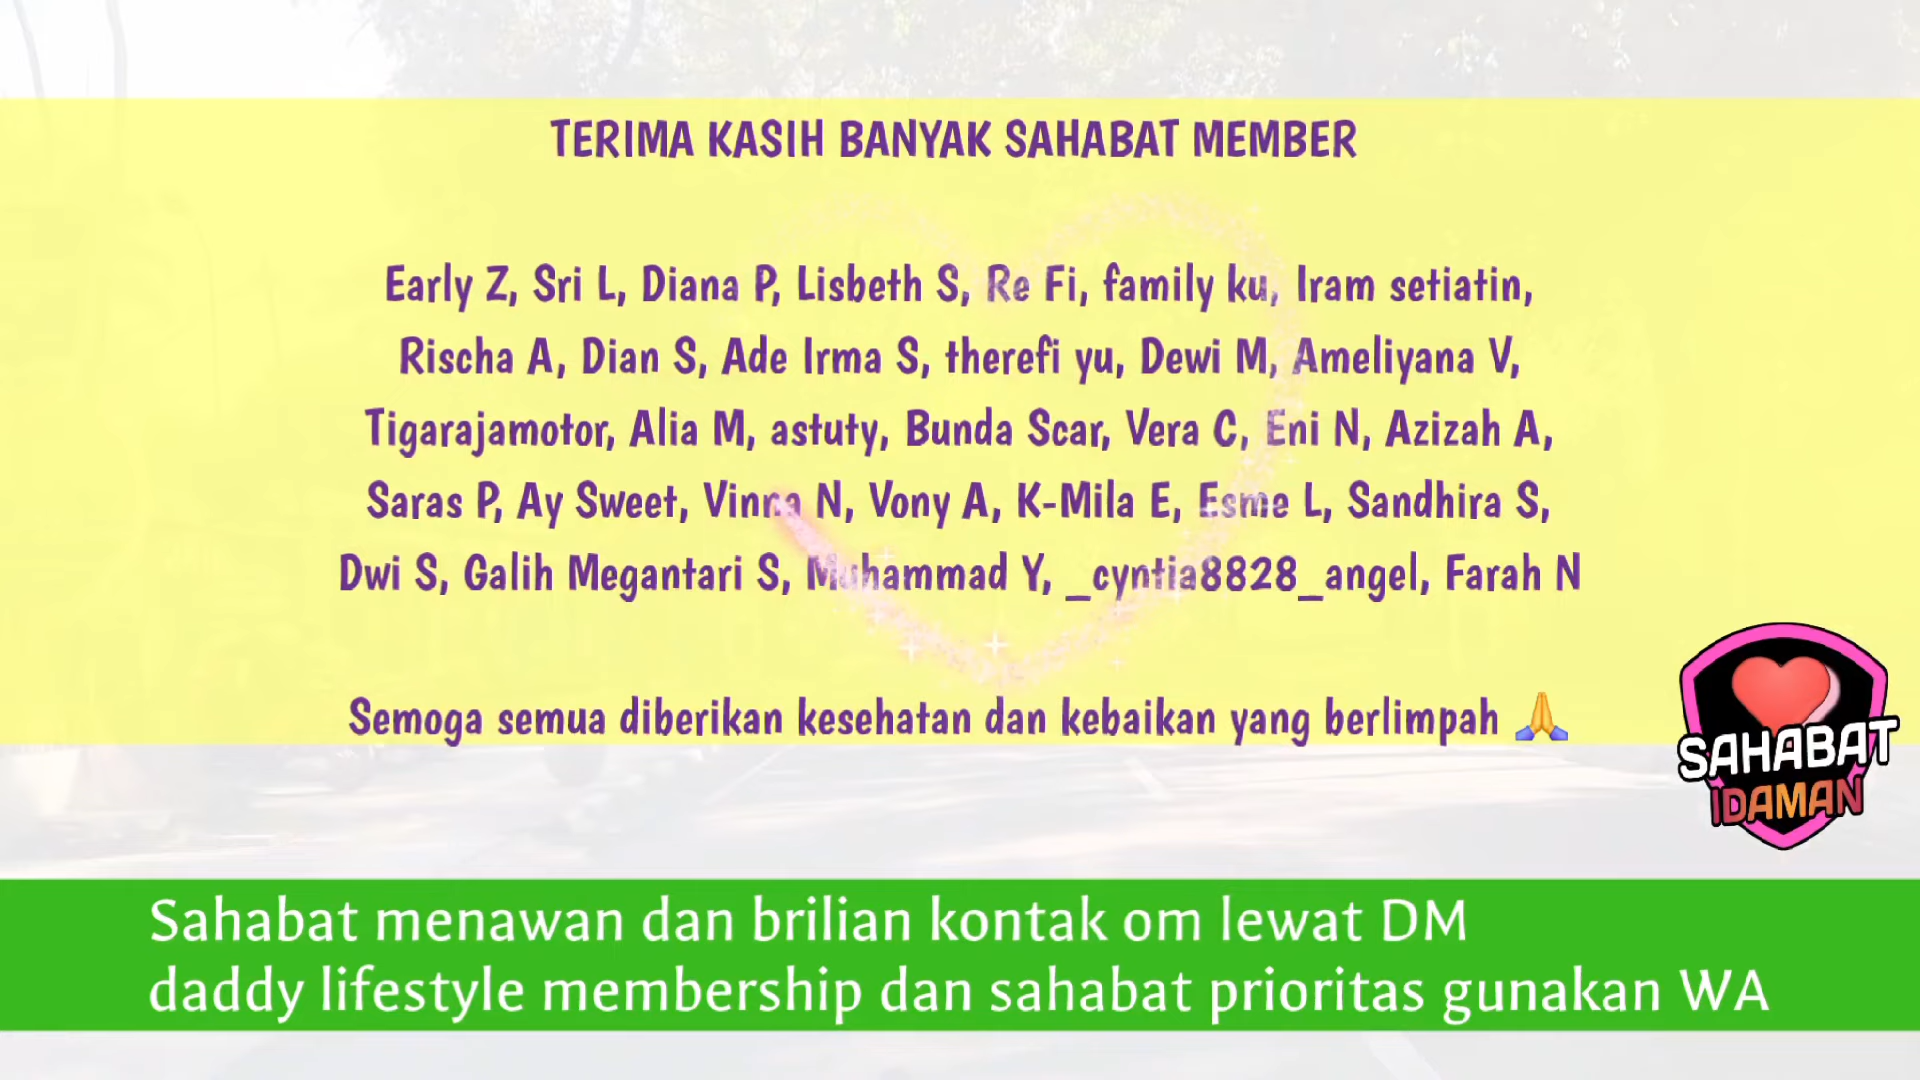 TERIMA KASIH BANYAK SAHABAT MEMBER
Early Z, Sri L, Diana P, Lisbeth S, Re Fi, family ku, Iram setiatin,
Rischa A, Dian S, Ade Irma S, therefi yu, Dewi M, Ameliyana V,
Tigarajamotor, Alia M, astuty, Bunda Scar, Vera C, Eni N, Azizah A,
Saras P, Ay Sweet, Vinna N, Vony A, K-Mila E, Esme L, Sandhira S,
Dwi S, Galih Megantari S, Muhammad Y, _cyntia8828_angel, Farah N
Semoga semua diberikan kesehatan dan kebaikan yang berlimpah 🙏
SAHABAT
IDAMAN
Sahabat menawan dan brilian kontak om lewat DM
daddy lifestyle membership dan sahabat prioritas gunakan WA